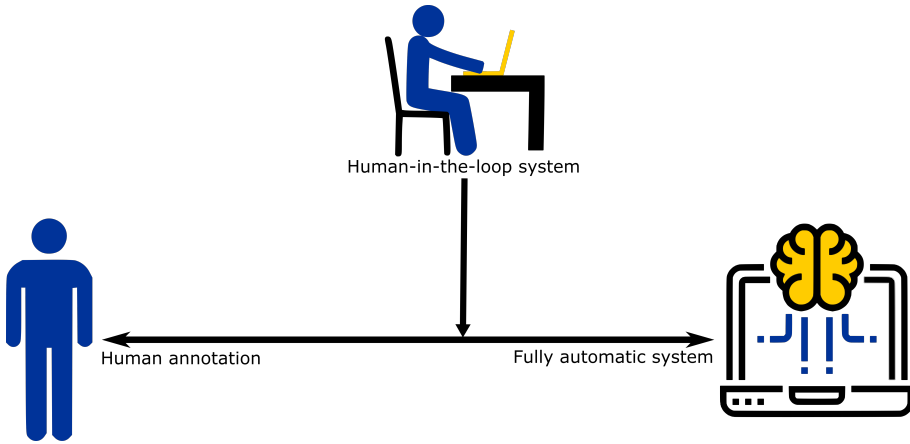 Human-in-the-loop system
Human annotation
Fully automatic system